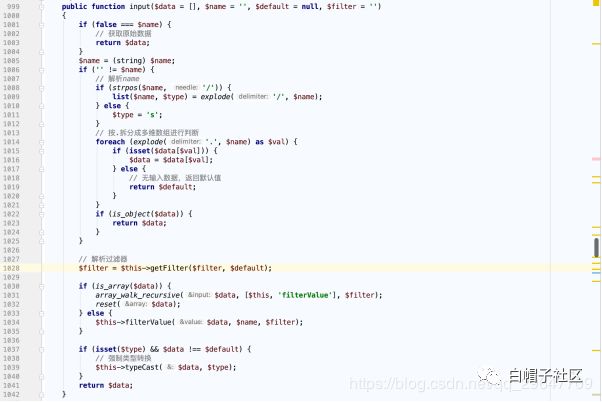 999 public function input($data = [], $name = '', $default = null, $filter = '')
1000 {
1001 if (false === $name) {
1002 // 获取原始数据
1003 return $data;
1004 }
1005 $name = (string) $name;
1006 if ('' != $name) {
1007 // 解析name
1008 if (strpos($name, needle: '/')) {
1009 list($name, $type) = explode( delimiter: '/', $name);
1010 } else {
1011 $type = 's';
1012 }
1013 // 按.拆分成多维数组进行判断
1014 foreach (explode( delimiter: '.', $name) as $val) {
1015 if (isset($data[$val])) {
1016 $data = $data[$val];
1017 } else {
1018 // 无输入数据，返回默认值
1019 return $default;
1020 }
1021 }
1022 if (is_object($data)) {
1023 return $data;
1024 }
1025 }
1026
1027 // 解析过滤器
1028 $filter = $this->getFilter($filter, $default);
1029
1030 if (is_array($data)) {
1031 array_walk_recursive( &input: $data, [$this, 'filterValue'], $filter);
1032 reset( &array: $data);
1033 } else {
1034 $this->filterValue( &value: $data, $name, $filter);
1035 }
1036
1037 if (isset($type) && $data !== $default) {
1038 // 强制类型转换
1039 $this->typeCast( &: $data, $type);
1040 }
1041 return $data;
1042 }
白帽子社区